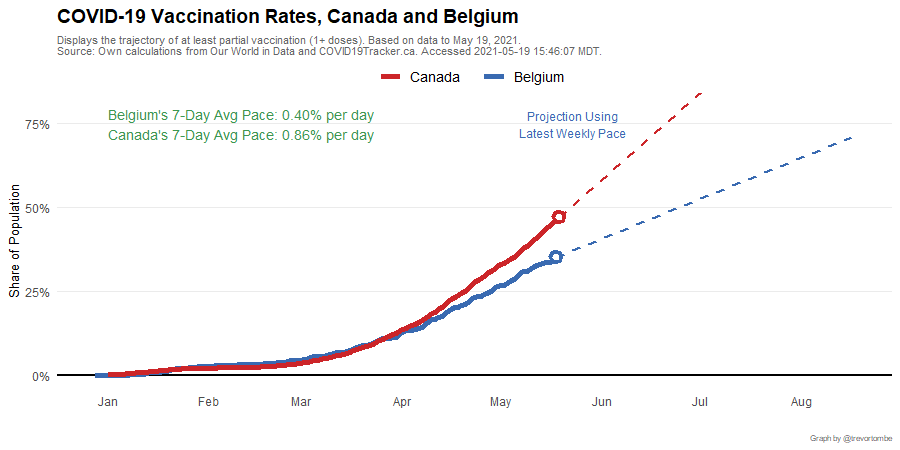 COVID-19 Vaccination Rates, Canada and Belgium
Displays the trajectory of at least partial vaccination (1+ doses). Based on data to May 19, 2021.
Source: Own calculations from Our World in Data and COVID19Tracker.ca. Accessed 2021-05-19 15:46:07 MDT.
Canada Belgium
Belgium's 7-Day Avg Pace: 0.40% per day
Canada's 7-Day Avg Pace: 0.86% per day
Projection Using
Latest Weekly Pace
Share of Population
75%
50%
25%
0%
Jan Feb Mar Apr May Jun Jul Aug
Graph by @trevortombe